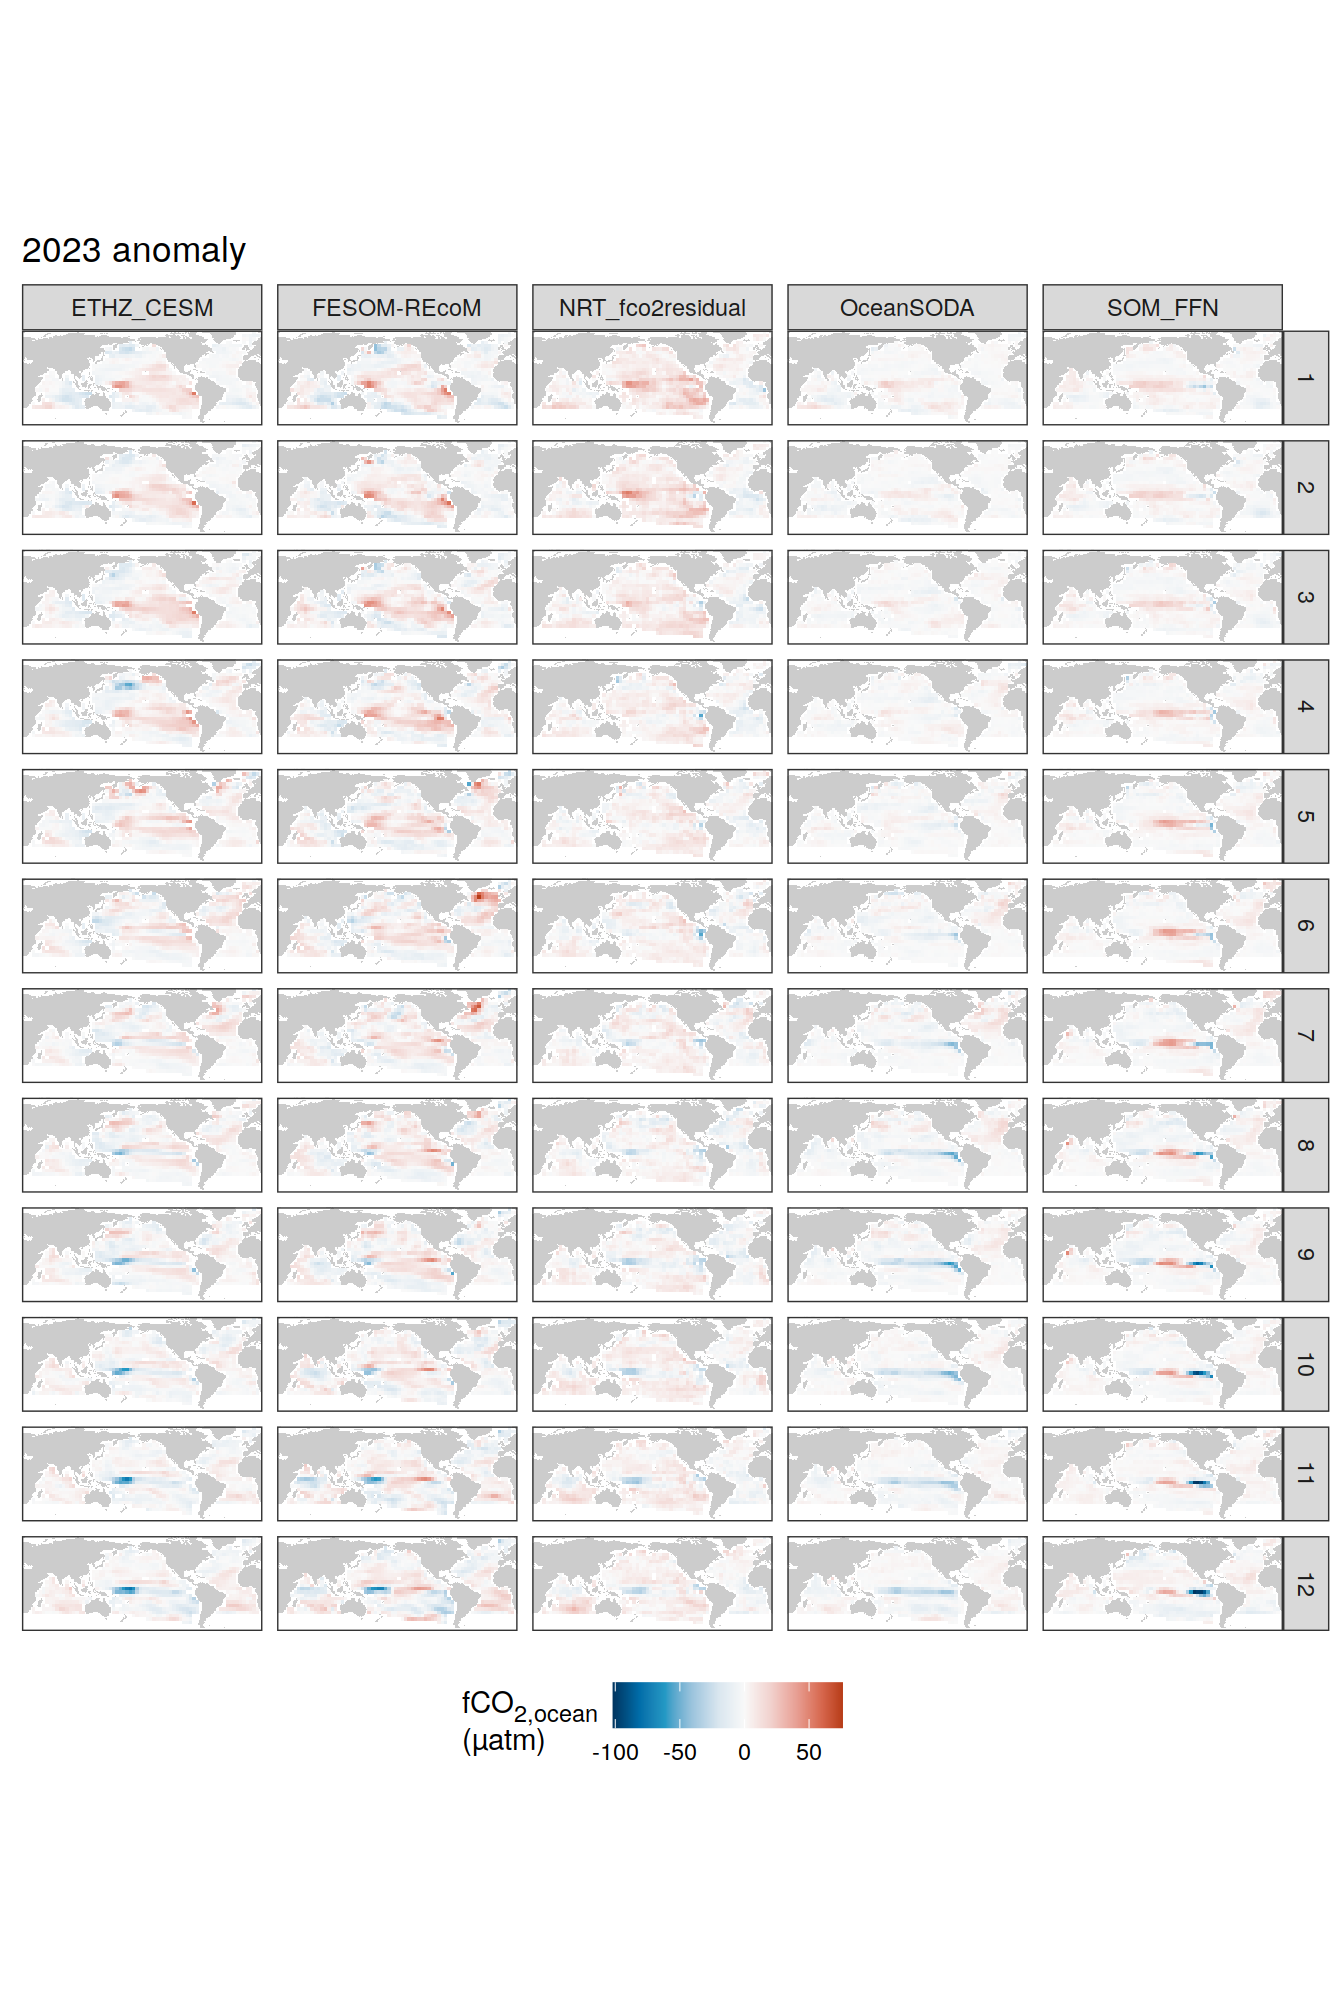 2023 anomaly
ETHZ_CESM
FESOM-REcoM
NRT_fco2residual
OceanSODA
SOM_FFN
1
2
3
4
5
6
7
8
9
10
11
12
fCO2,ocean
(µatm)
-100
-50
0
50